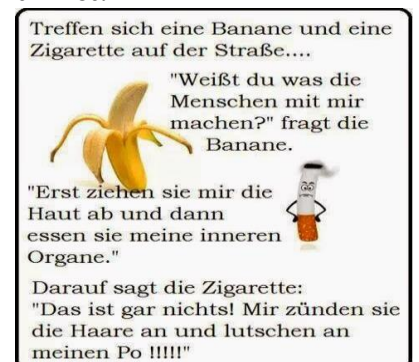 Treffen sich eine Banane und eine
Zigarette auf der Straße....
"Weißt du was die
Menschen mit mir
machen?" fragt die
Banane.
"Erst ziehen sie mir die
Haut ab und dann
essen sie meine inneren
Organe."
Darauf sagt die Zigarette:
"Das ist gar nichts! Mir zünden sie
die Haare an und lutschen an
meinen Po !!!!!"